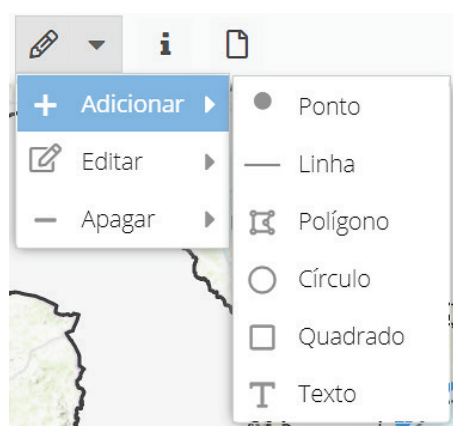 Adicionar
Editar
Apagar
Ponto
Linha
Polígono
Círculo
Quadrado
Texto